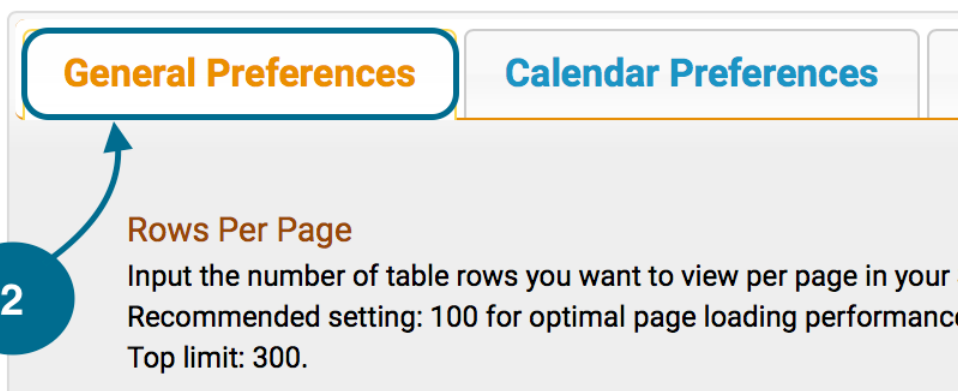 General Preferences
Calendar Preferences
Rows Per Page
Input the number of table rows you want to view per page in your
2
Recommended setting: 100 for optimal page loading performance
Top limit: 300.